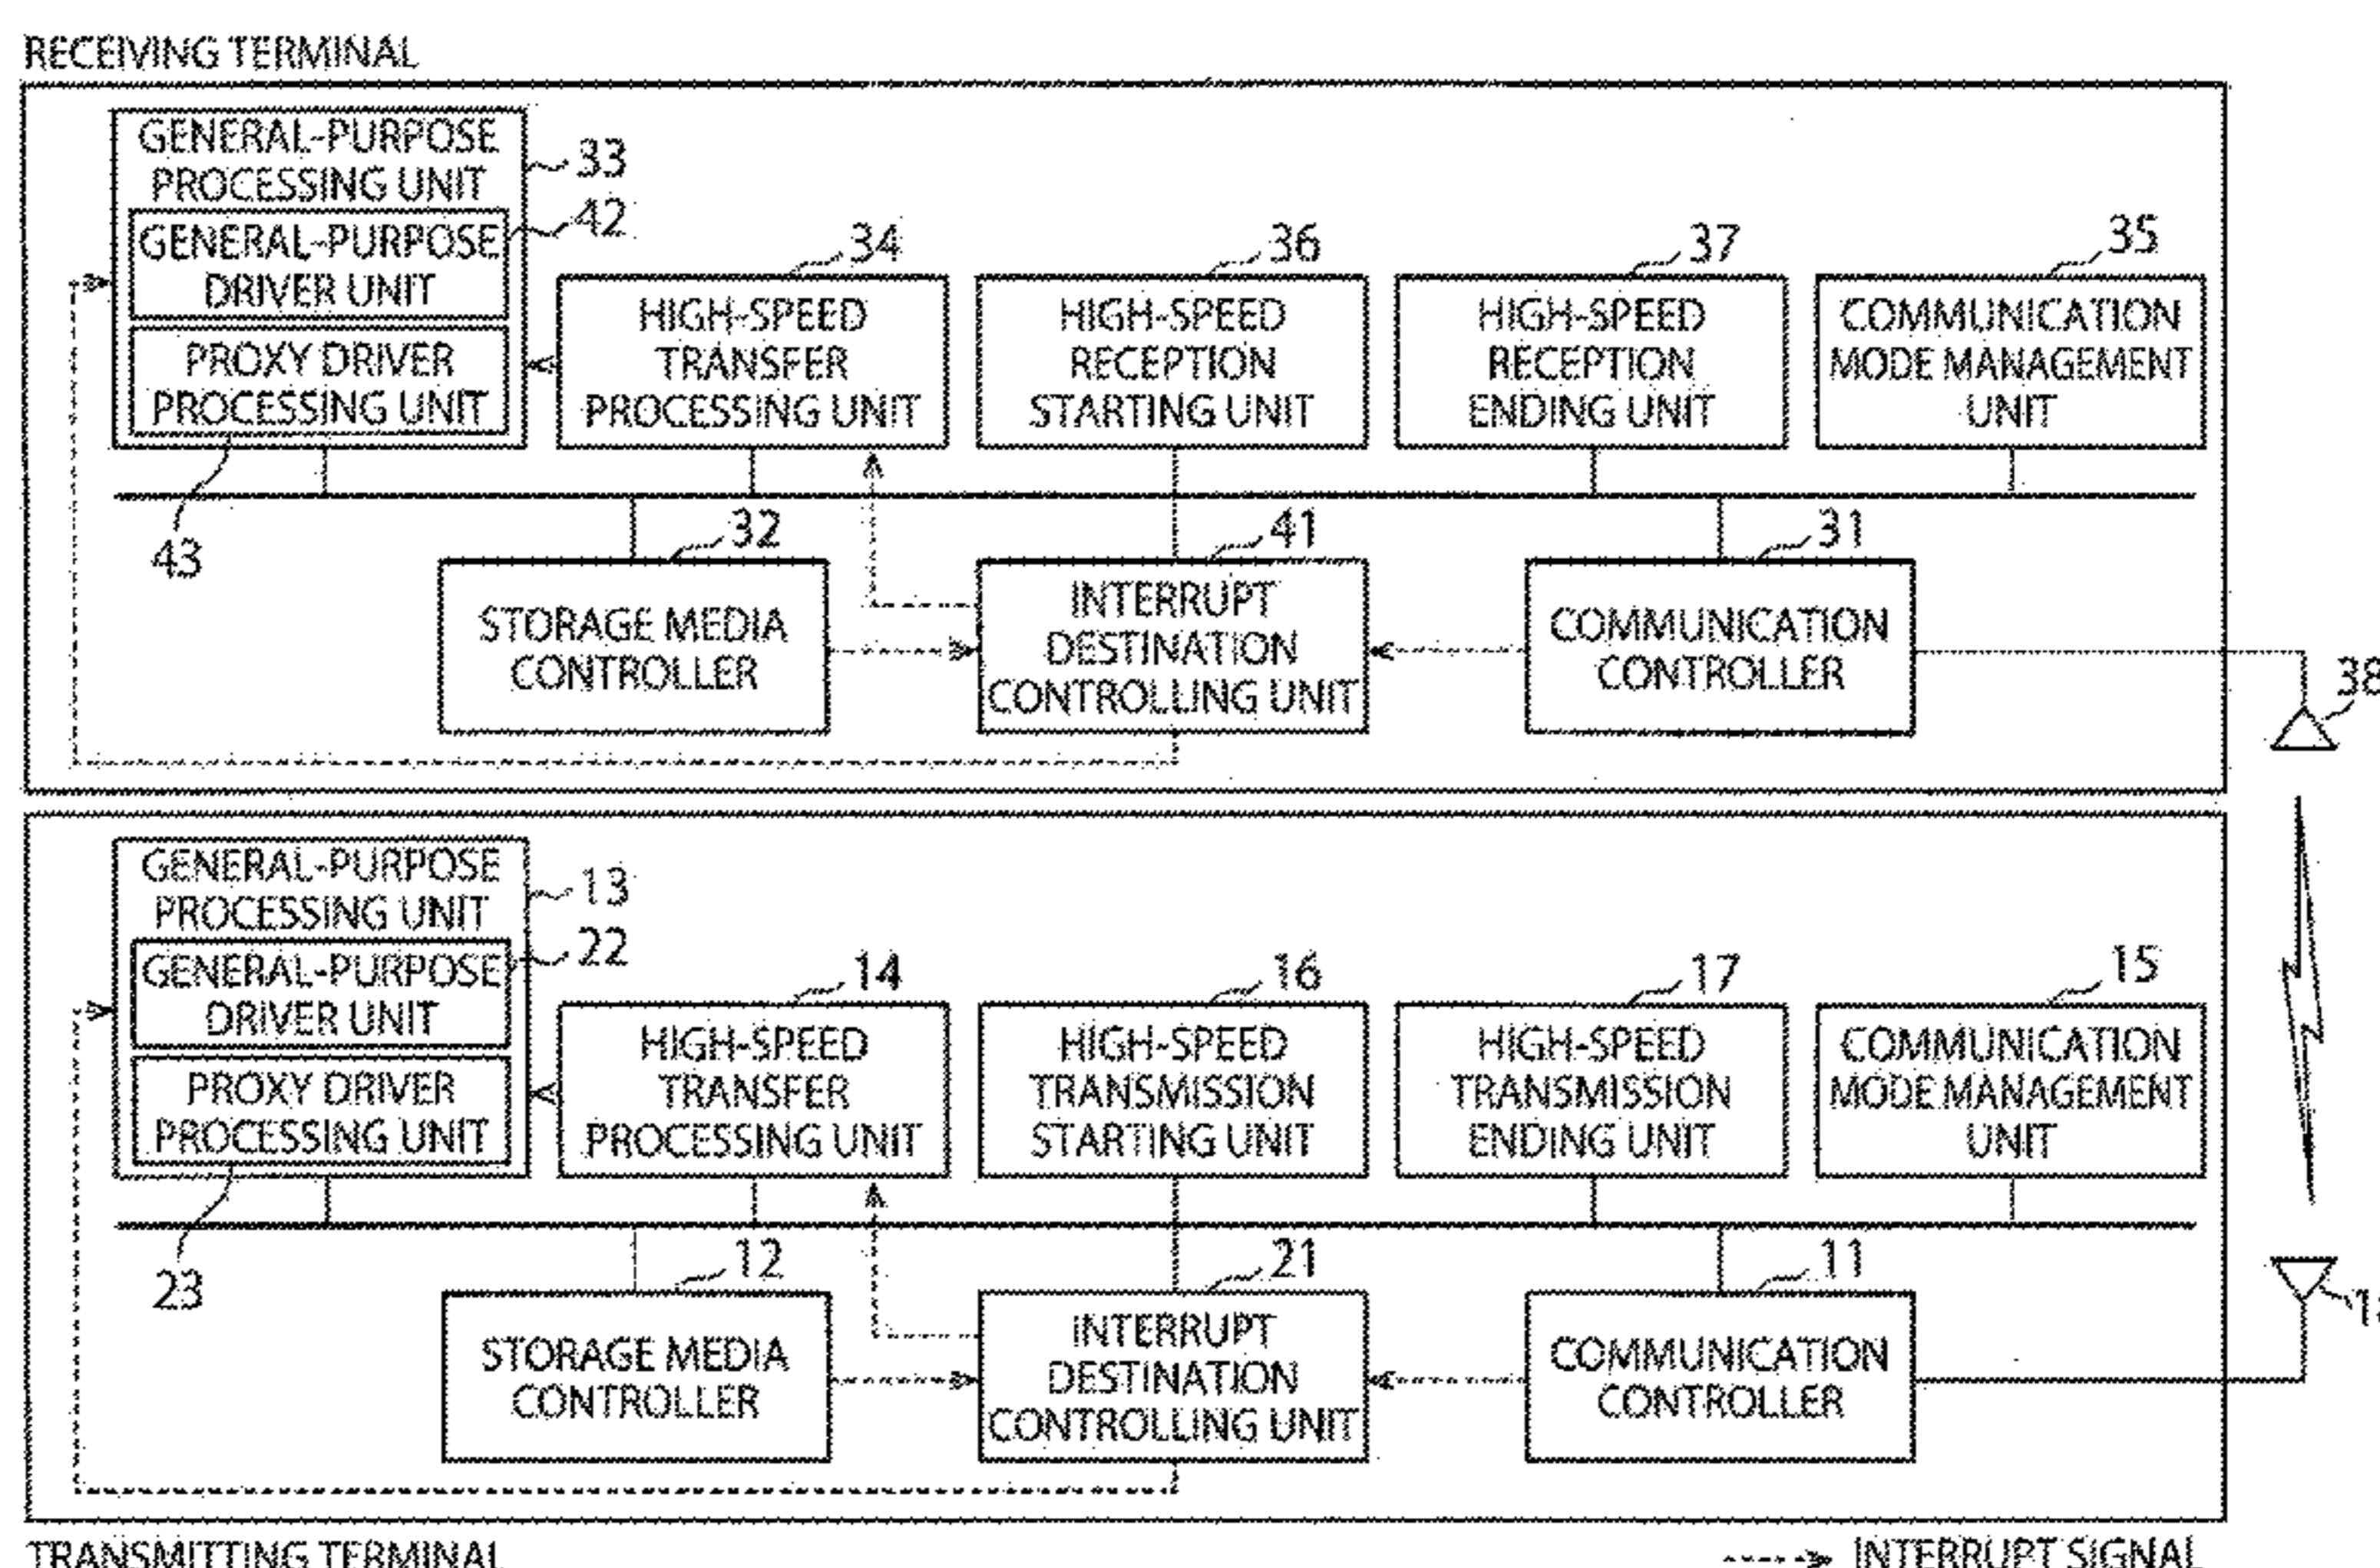 RECEIVING TERMINAL
GENERAL-PURPOSE
PROCESSING UNIT
33
GENERAL-PURPOSE
DRIVER UNIT
42
PROXY DRIVER
PROCESSING UNIT
43
34
HIGH-SPEED
TRANSFER
PROCESSING UNIT
36
HIGH-SPEED
RECEPTION
STARTING UNIT
37
HIGH-SPEED
RECEPTION
ENDING UNIT
35
COMMUNICATION
MODE MANAGEMENT
UNIT
32
STORAGE MEDIA
CONTROLLER
41
INTERRUPT
DESTINATION
CONTROLLING UNIT
31
COMMUNICATION
CONTROLLER
38
GENERAL-PURPOSE
PROCESSING UNIT
13
GENERAL-PURPOSE
DRIVER UNIT
22
PROXY DRIVER
PROCESSING UNIT
23
14
HIGH-SPEED
TRANSFER
PROCESSING UNIT
16
HIGH-SPEED
TRANSMISSION
STARTING UNIT
17
HIGH-SPEED
TRANSMISSION
ENDING UNIT
15
COMMUNICATION
MODE MANAGEMENT
UNIT
12
STORAGE MEDIA
CONTROLLER
21
INTERRUPT
DESTINATION
CONTROLLING UNIT
11
COMMUNICATION
CONTROLLER
TRANSMITTING TERMINAL
INTERRUPT SIGNAL